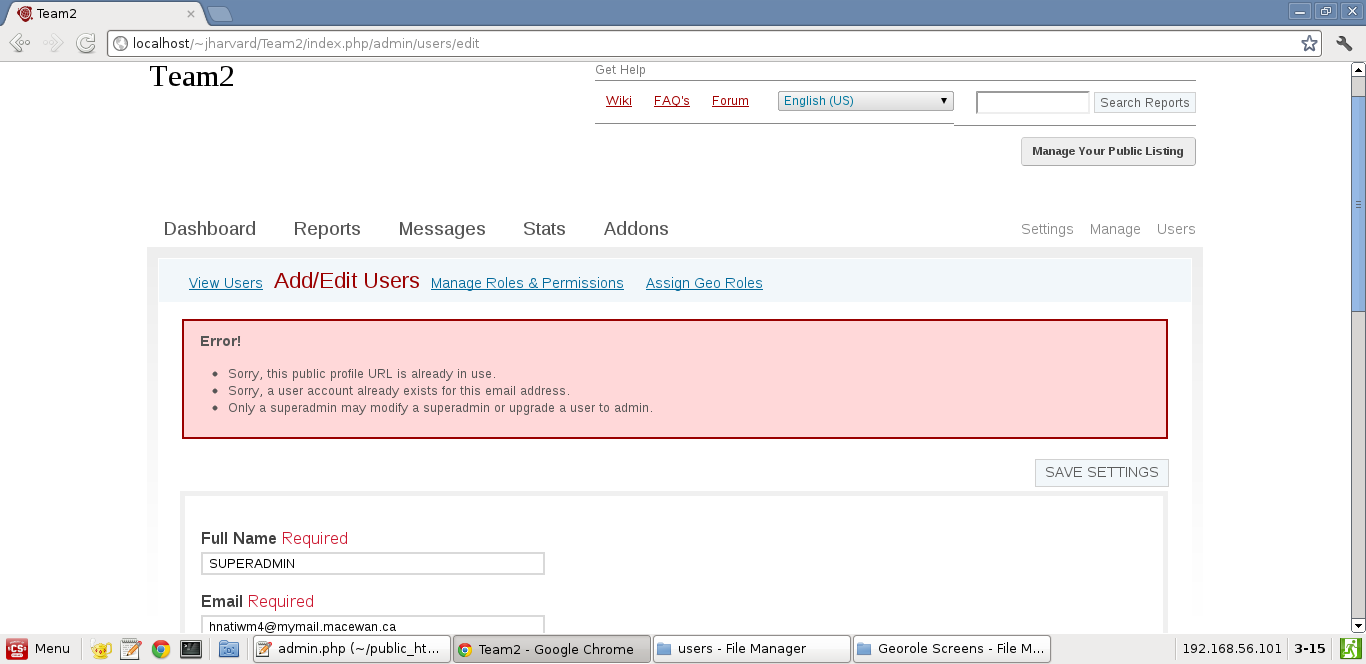 Team2
localhost/~jharvard/Team2/index.php/admin/users/edit
Team2
Get Help
Wiki FAQ's Forum English (US) Search Reports
Manage Your Public Listing
Dashboard Reports Messages Stats Addons Settings Manage Users
View Users Add/Edit Users Manage Roles & Permissions Assign Geo Roles
Error!
Sorry, this public profile URL is already in use.
Sorry, a user account already exists for this email address.
Only a superadmin may modify a superadmin or upgrade a user to admin.
SAVE SETTINGS
Full Name Required
SUPERADMIN
Email Required
hnatiwm4@mymail.macewan.ca
CS Menu admin.php (~/public_ht... Team2 - Google Chrome users - File Manager Georole Screens - File M... 192.168.56.101 3-15